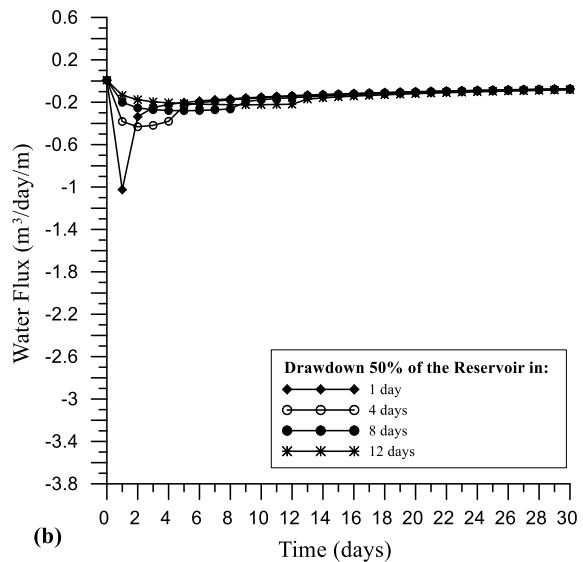 0.6
0.2
-0.2
-0.6
-1
-1.4
-1.8
-2.2
-2.6
-3
-3.4
-3.8
Water Flux (m³/day/m)
Drawdown 50% of the Reservoir in:
1 day
4 days
8 days
12 days
0 2 4 6 8 10 12 14 16 18 20 22 24 26 28 30
(b)
Time (days)